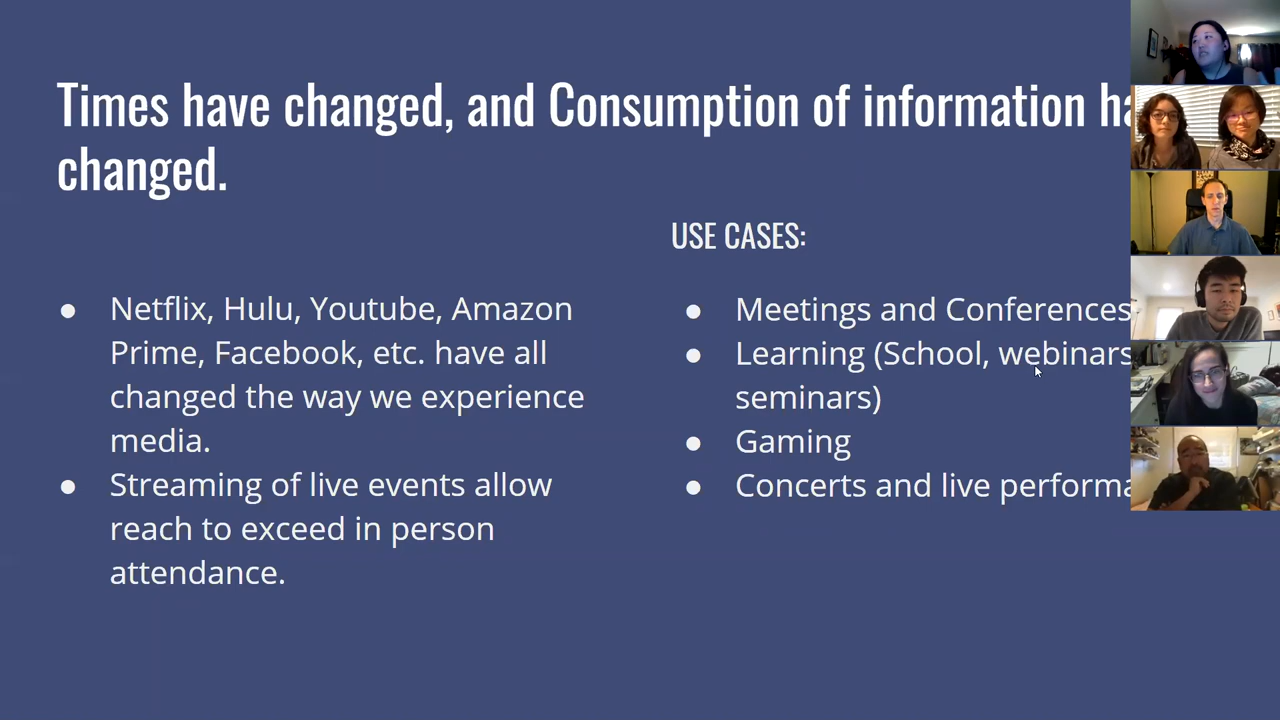 Times have changed, and Consumption of information
changed.
USE CASES:
● Netflix, Hulu, Youtube, Amazon
Prime, Facebook, etc. have all
changed the way we experience
media.
● Streaming of live events allow
reach to exceed in person
attendance.
● Meetings and Conferences
● Learning (School, webinars
seminars)
● Gaming
● Concerts and live